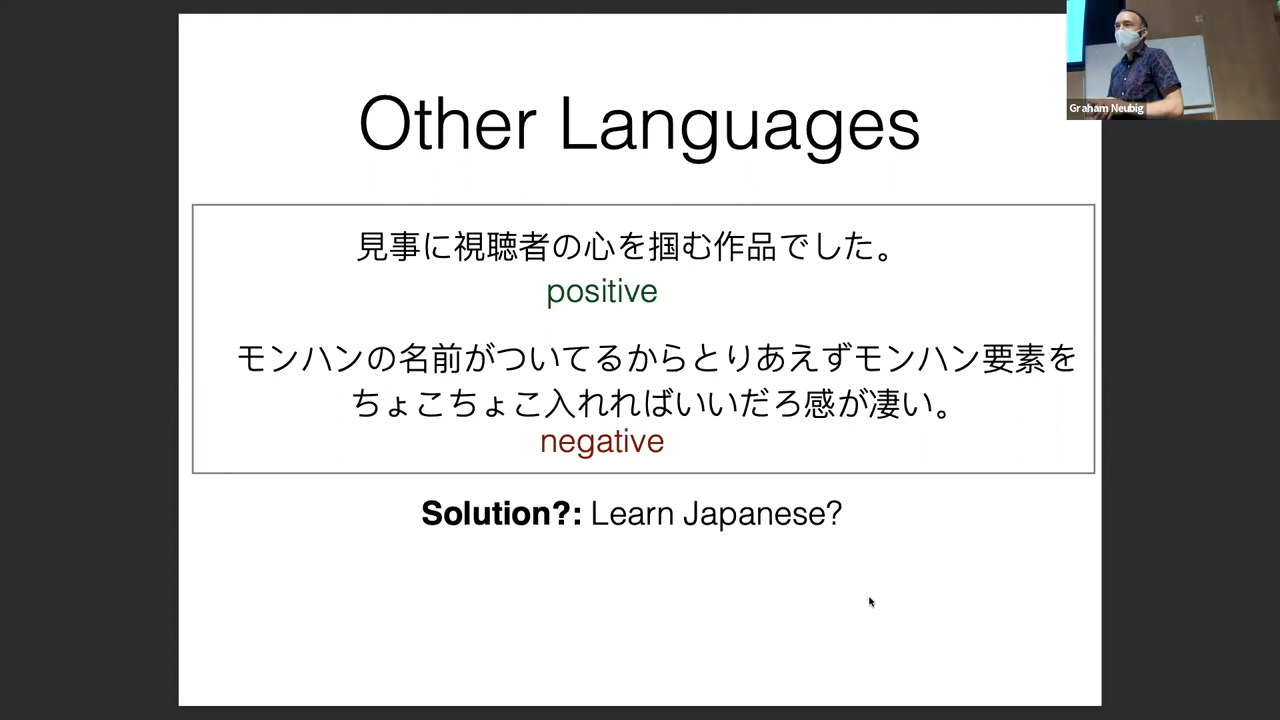 Graham Neubig
Other Languages
見事に視聴者の心を掴む作品でした。
positive
モンハンの名前がついてるからとりあえずモンハン要素を
ちょこちょこ入れればいいだろ感が凄い。
negative
Solution?: Learn Japanese?